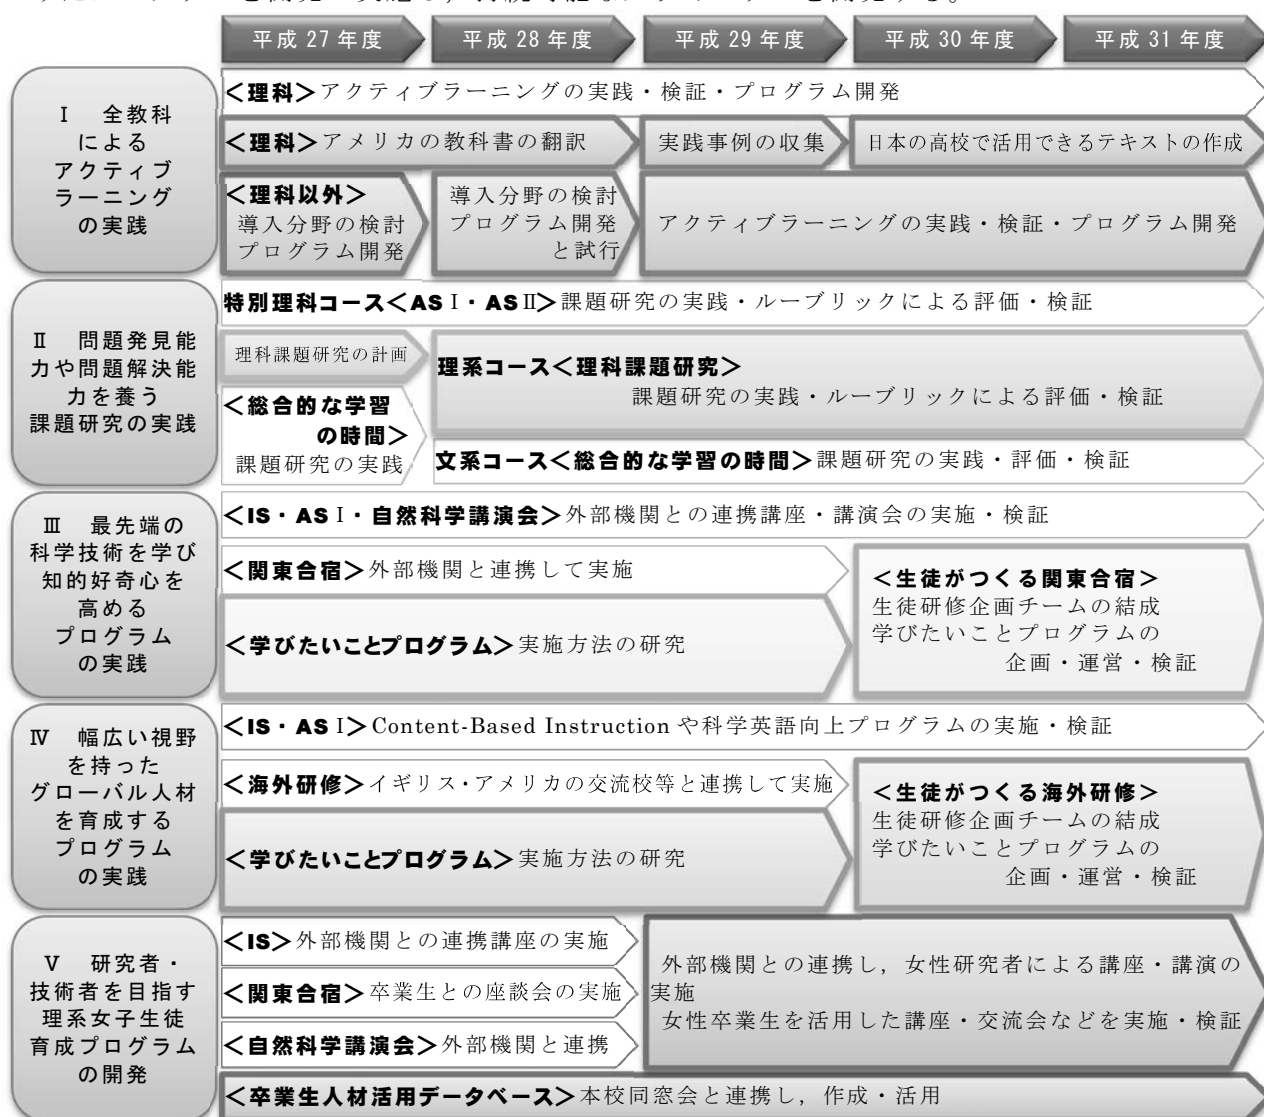 平成 27 年度
平成 28 年度
平成 29 年度
平成 30 年度
平成 31 年度
Ⅰ　全教科
による
アクティブ
ラーニング
の実践
＜理科＞アクティブラーニングの実践・検証・プログラム開発
＜理科＞アメリカの教科書の翻訳
実践事例の収集
日本の高校で活用できるテキストの作成
＜理科以外＞
導入分野の検討
プログラム開発
導入分野の検討
プログラム開発
と試行
アクティブラーニングの実践・検証・プログラム開発
Ⅱ　問題発見能
力や問題解決能
力を養う
課題研究の実践
特別理科コース＜ASⅠ・ASⅡ＞課題研究の実践・ルーブリックによる評価・検証
理科課題研究の計画
理系コース＜理科課題研究＞
課題研究の実践・ルーブリックによる評価・検証
＜総合的な学習
の時間＞
課題研究の実践
文系コース＜総合的な学習の時間＞課題研究の実践・評価・検証
Ⅲ　最先端の
科学技術を学び
知的好奇心を
高める
プログラム
の実践
＜IS・ASⅠ・自然科学講演会＞外部機関との連携講座・講演会の実施・検証
＜関東合宿＞外部機関と連携して実施
＜学びたいことプログラム＞実施方法の研究
＜生徒がつくる関東合宿＞
生徒研修企画チームの結成
学びたいことプログラムの
企画・運営・検証
Ⅳ　幅広い視野
を持った
グローバル人材
を育成する
プログラム
の実践
＜IS・ASⅠ＞Content-Based Instruction や科学英語向上プログラムの実施・検証
＜海外研修＞イギリス・アメリカの交流校等と連携して実施
＜学びたいことプログラム＞実施方法の研究
＜生徒がつくる海外研修＞
生徒研修企画チームの結成
学びたいことプログラムの
企画・運営・検証
Ⅴ　研究者・
技術者を目指す
理系女子生徒
育成プログラム
の開発
＜IS＞外部機関との連携講座の実施
＜関東合宿＞卒業生との座談会の実施
＜自然科学講演会＞外部機関と連携
外部機関との連携し，女性研究者による講座・講演の
実施
女性卒業生を活用した講座・交流会などを実施・検証
＜卒業生人材活用データベース＞本校同窓会と連携し，作成・活用